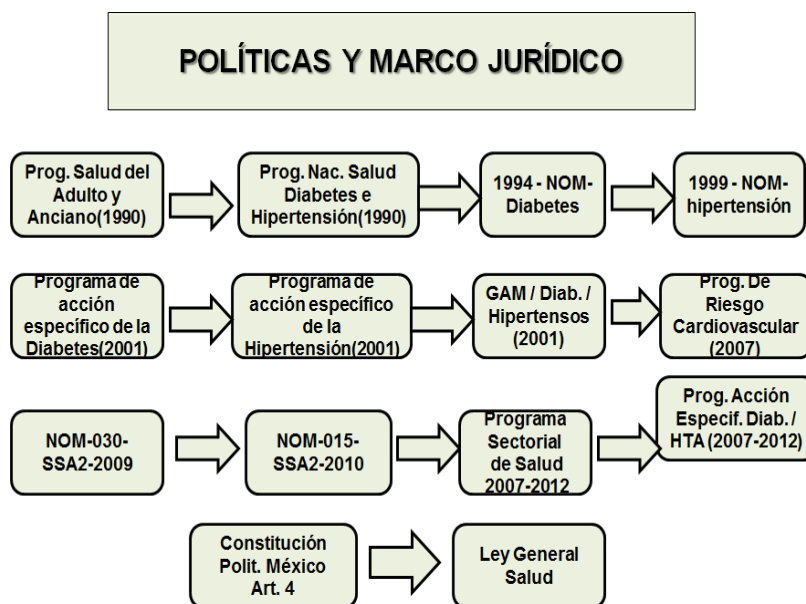 POLÍTICAS Y MARCO JURÍDICO
Prog. Salud del
Adulto y
Anciano(1990)
Prog. Nac. Salud
Diabetes e
Hipertensión(1990)
1994 - NOM-
Diabetes
1999 - NOM-
hipertensión
Programa de
acción
específico de la
Diabetes(2001)
Programa de
acción específico
de la
Hipertensión(2001)
GAM / Diab. /
Hipertensos
(2001)
Prog. De
Riesgo
Cardiovascular
(2007)
NOM-030-
SSA2-2009
NOM-015-
SSA2-2010
Programa
Sectorial
de Salud
2007-2012
Prog. Acción
Especif. Diab. /
HTA (2007-2012)
Constitución
Polit. México
Art. 4
Ley General
Salud